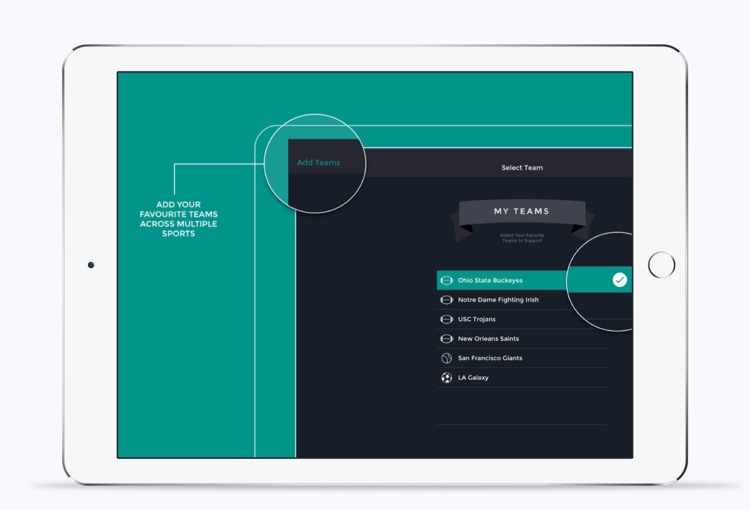 Add Teams
Select Team
ADD YOUR
FAVOURITE TEAMS
ACROSS MULTIPLE
SPORTS
MY TEAMS
Select Your Favorite
Teams to Support
Ohio State Buckeyes
Notre Dame Fighting Irish
USC Trojans
New Orleans Saints
San Francisco Giants
LA Galaxy